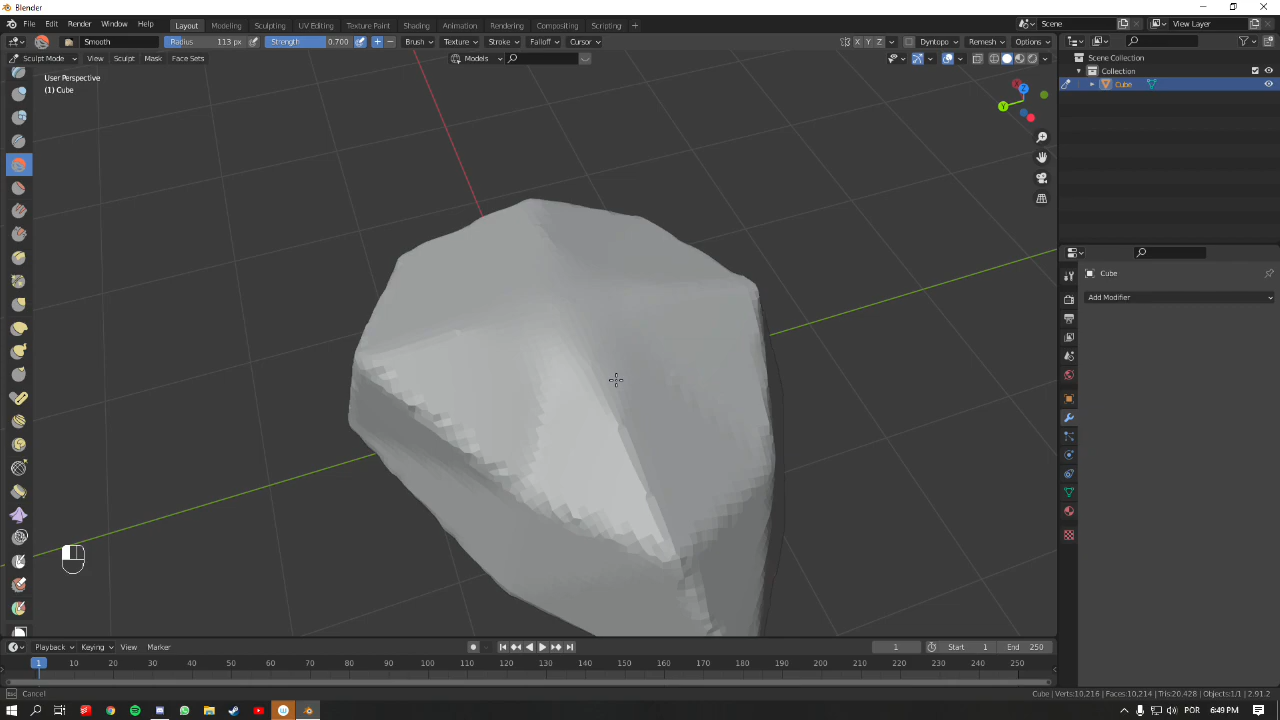 Blender
File Edit Render Window Help Layout Modeling Sculpting UV Editing Texture Paint Shading Animation Rendering Compositing Scripting + Scene View Layer
Smooth Radius 113 px Strength 0.700 Brush Texture Stroke Falloff Cursor X Y Z Dyntopo Remesh Options
Sculpt Mode View Sculpt Mask Face Sets Models
Scene Collection
Collection
Cube
User Perspective
(1) Cube
Z
Y
Cube
Add Modifier
Playback Keying View Marker 1 Start 1 End 250
1 10 20 30 40 50 60 70 80 90 100 110 120 130 140 150 160 170 180 190 200 210 220 230 240 250
Esc Cancel Cube | Verts:10,216 | Faces:10,214 | Tris:20,428 | Objects:1/1 | 2.91.2
POR 6:49 PM